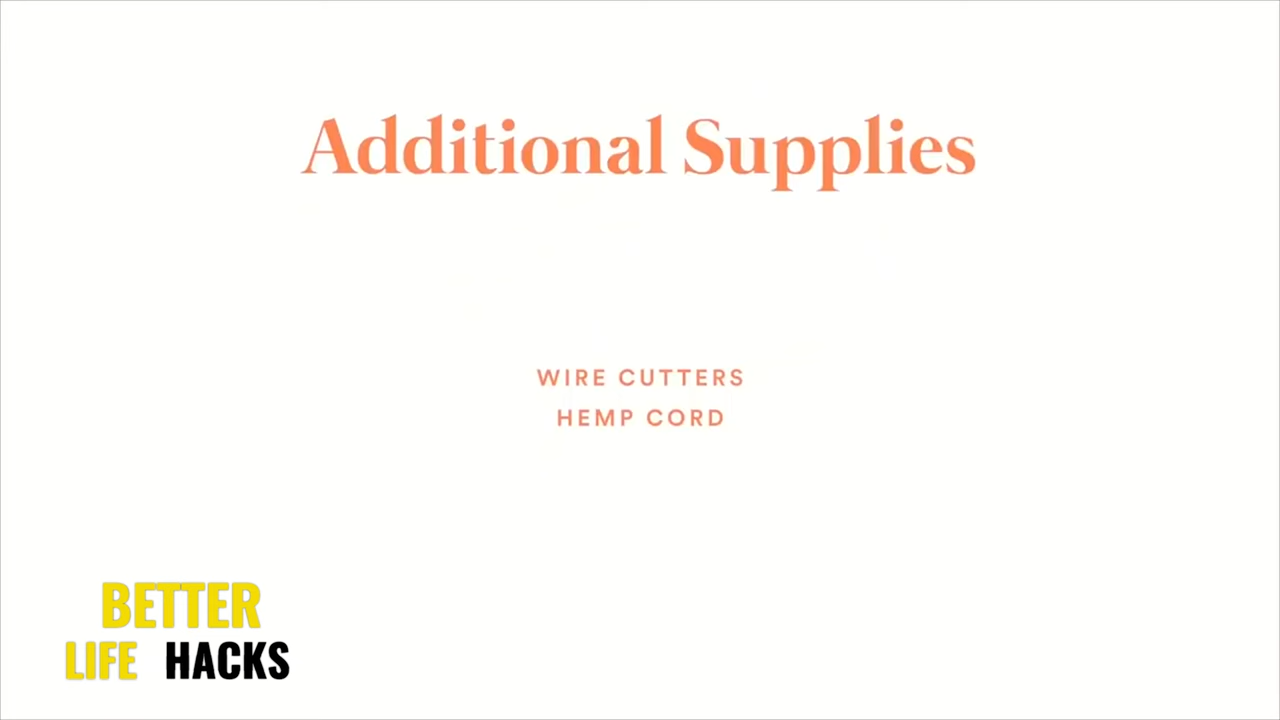 Additional Supplies
WIRE CUTTERS
HEMP CORD
BETTER
LIFE HACKS